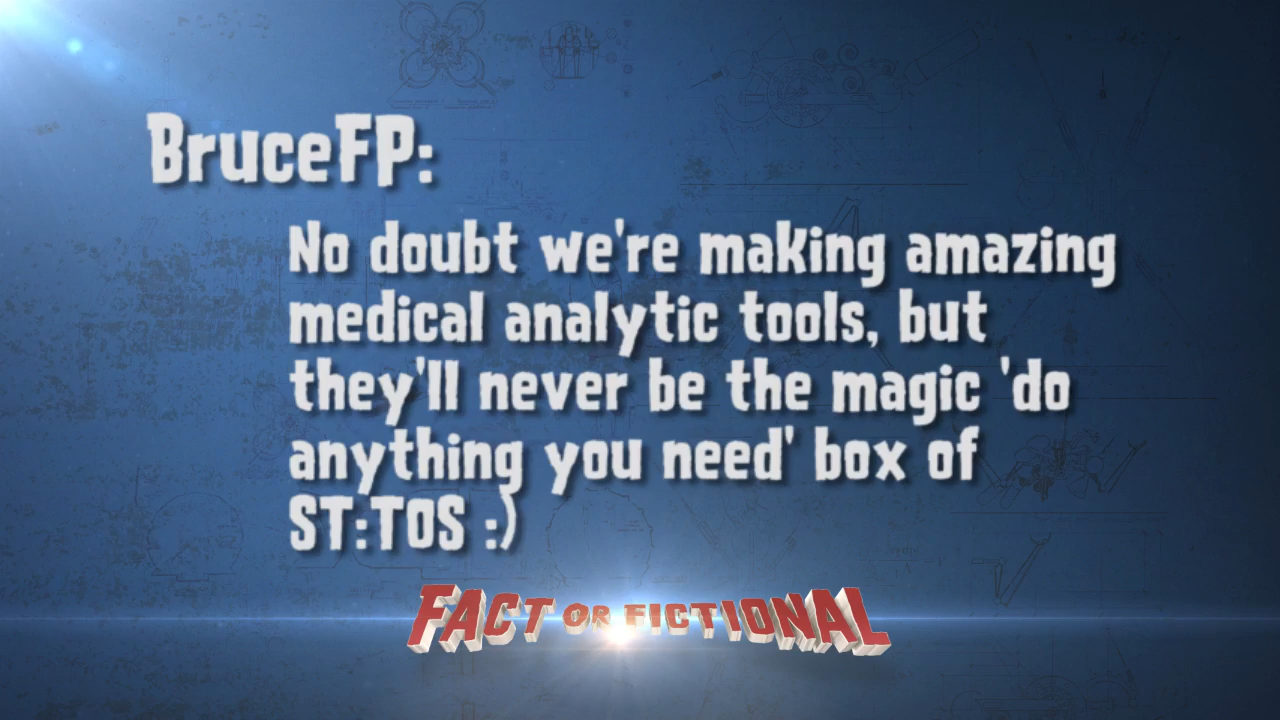 BruceFP:
No doubt we're making amazing
medical analytic tools, but
they'll never be the magic 'do
anything you need' box of
ST:TOS :)
FACT OR FICTIONAL